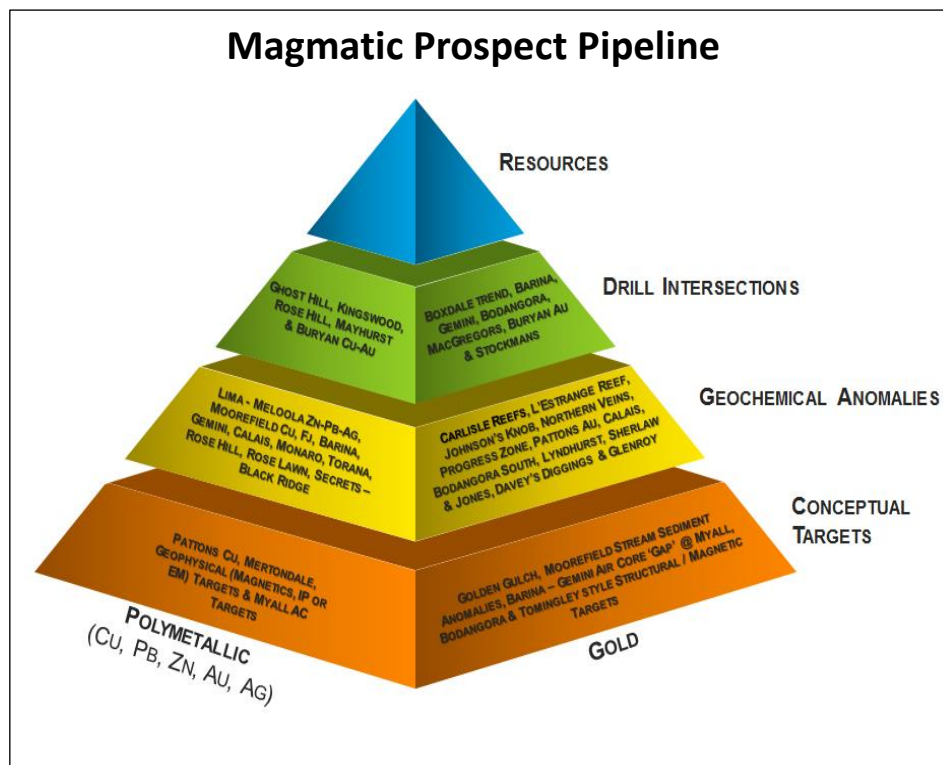 Magmatic Prospect Pipeline
RESOURCES
DRILL INTERSECTIONS
GHOST HILL, KINGSWOOD,
ROSE HILL, MAYHURST
& BURYAN CU-AU
BOXDALE TREND, BARINA,
GEMINI, BODANGORA,
MACGREGORS, BURYAN AU
& STOCKMANS
GEOCHEMICAL ANOMALIES
LIMA - MELOOLA ZN-PB-AG,
MOOREFIELD CU, FJ, BARINA,
GEMINI, CALAIS, MONARO, TORANA,
ROSE HILL, ROSE LAWN, SECRETS –
BLACK RIDGE
CARLISLE REEFS, L'ESTRANGE REEF,
JOHNSON'S KNOB, NORTHERN VEINS,
PROGRESS ZONE, PATTONS AU, CALAIS,
BODANGORA SOUTH, LYNDHURST, SHERLAW
& JONES, DAVEY'S DIGGINGS & GLENROY
CONCEPTUAL
TARGETS
PATTONS CU, MERTONDALE,
GEOPHYSICAL (MAGNETICS, IP OR
EM) TARGETS & MYALL AC
TARGETS
GOLDEN GULCH, MOOREFIELD STREAM SEDIMENT
ANOMALIES, BARINA – GEMINI AIR CORE 'GAP' @ MYALL,
BODANGORA & TOMINGLEY STYLE STRUCTURAL / MAGNETIC
TARGETS
POLYMETALLIC
(CU, PB, ZN, AU, AG)
GOLD